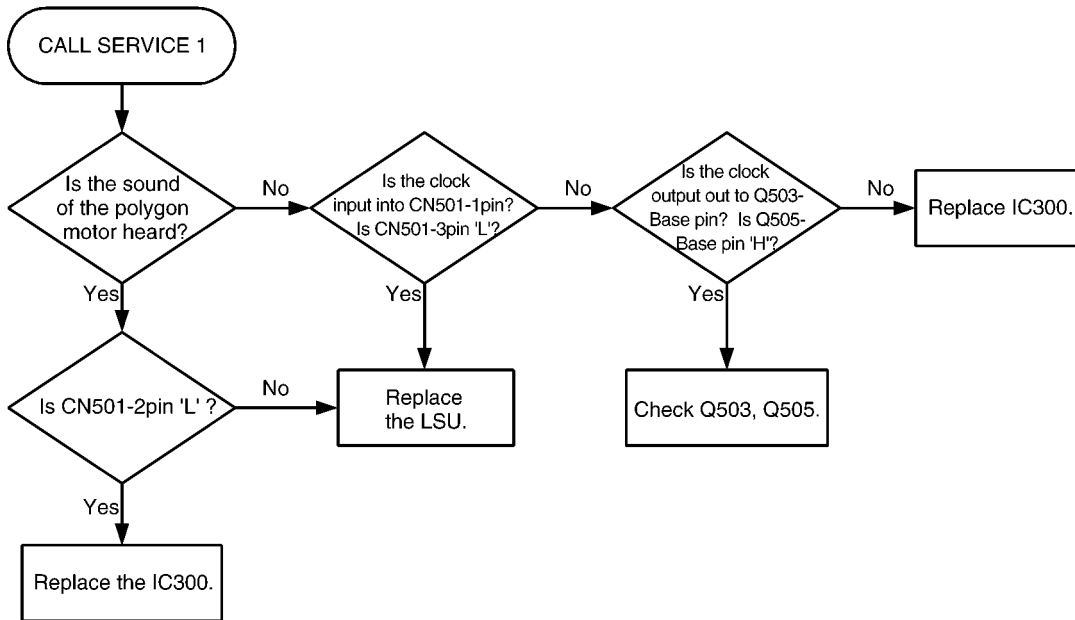 CALL SERVICE 1
Is the sound
of the polygon
motor heard?
No
Is the clock
input into CN501-1pin?
Is CN501-3pin 'L'?
No
Is the clock
output out to Q503-
Base pin? Is Q505-
Base pin 'H'?
No
Replace IC300.
Yes
Yes
Yes
Is CN501-2pin 'L' ?
No
Replace
the LSU.
Check Q503, Q505.
Yes
Replace the IC300.